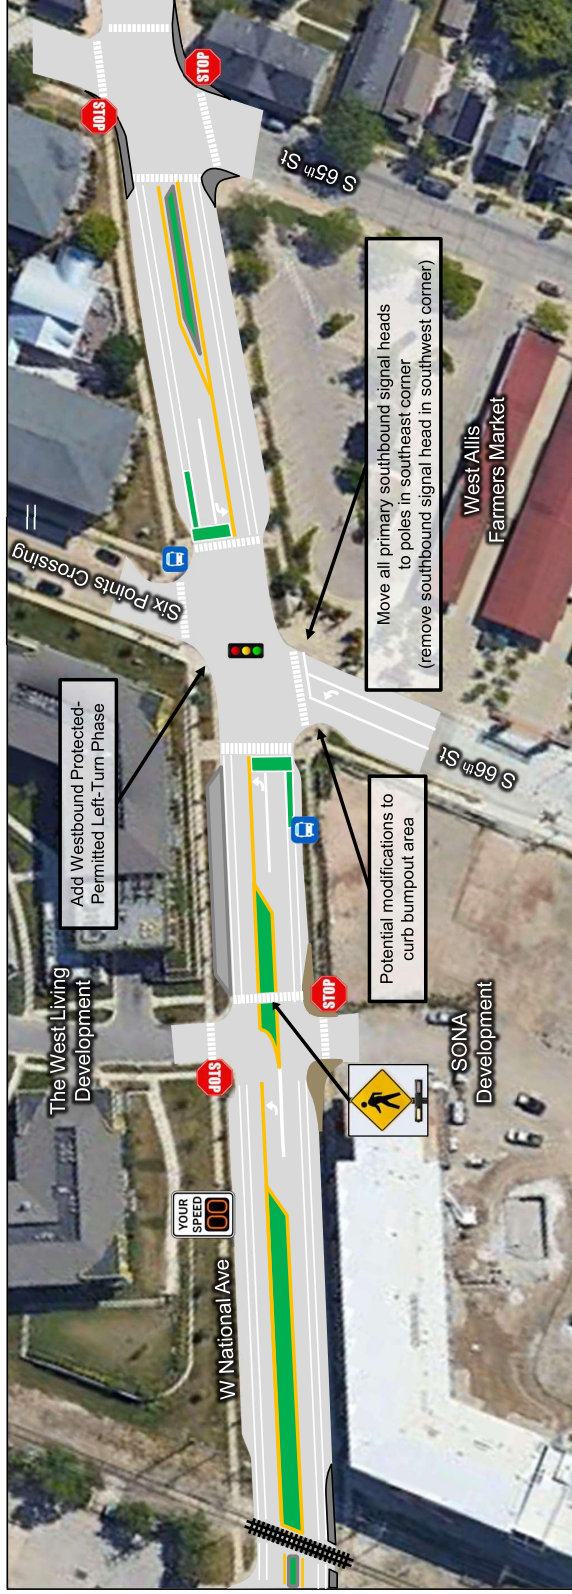 STOP
STOP
S 65th St
Move all primary southbound signal heads
to poles in southeast corner
(remove southbound signal head in southwest corner)
West Allis
Farmers Market
Six Points Crossing
S 66th St
Add Westbound Protected-
Permitted Left-Turn Phase
Potential modifications to
curb bumpout area
The West Living
Development
STOP
STOP
SONA
Development
YOUR
SPEED
00
W National Ave